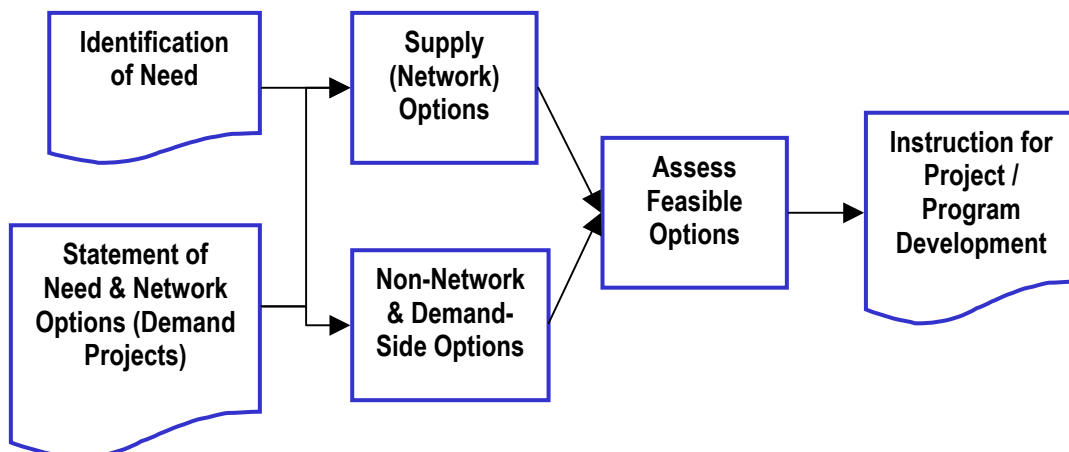 Identification
of Need
Supply
(Network)
Options
Statement of
Need & Network
Options (Demand
Projects)
Non-Network
& Demand-
Side Options
Assess
Feasible
Options
Instruction for
Project /
Program
Development